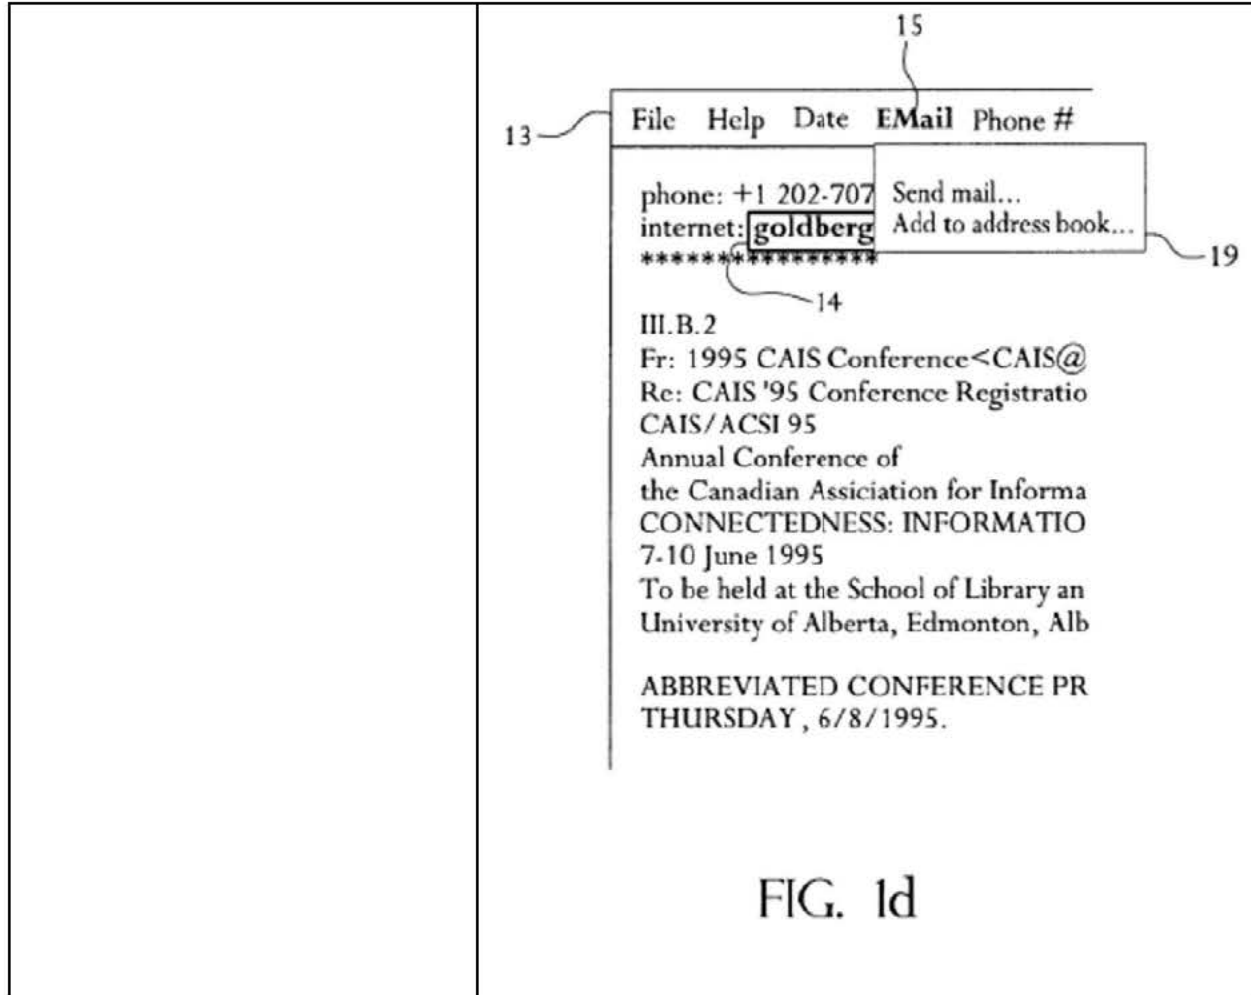 15
13
File Help Date EMail Phone #
phone: +1 202-707
Send mail...
internet: goldberg
Add to address book...
19
****************
14
III.B.2
Fr: 1995 CAIS Conference<CAIS@
Re: CAIS '95 Conference Registratio
CAIS/ACSI 95
Annual Conference of
the Canadian Assiciation for Informa
CONNECTEDNESS: INFORMATIO
7-10 June 1995
To be held at the School of Library an
University of Alberta, Edmonton, Alb
ABBREVIATED CONFERENCE PR
THURSDAY , 6/8/1995.
FIG. 1d